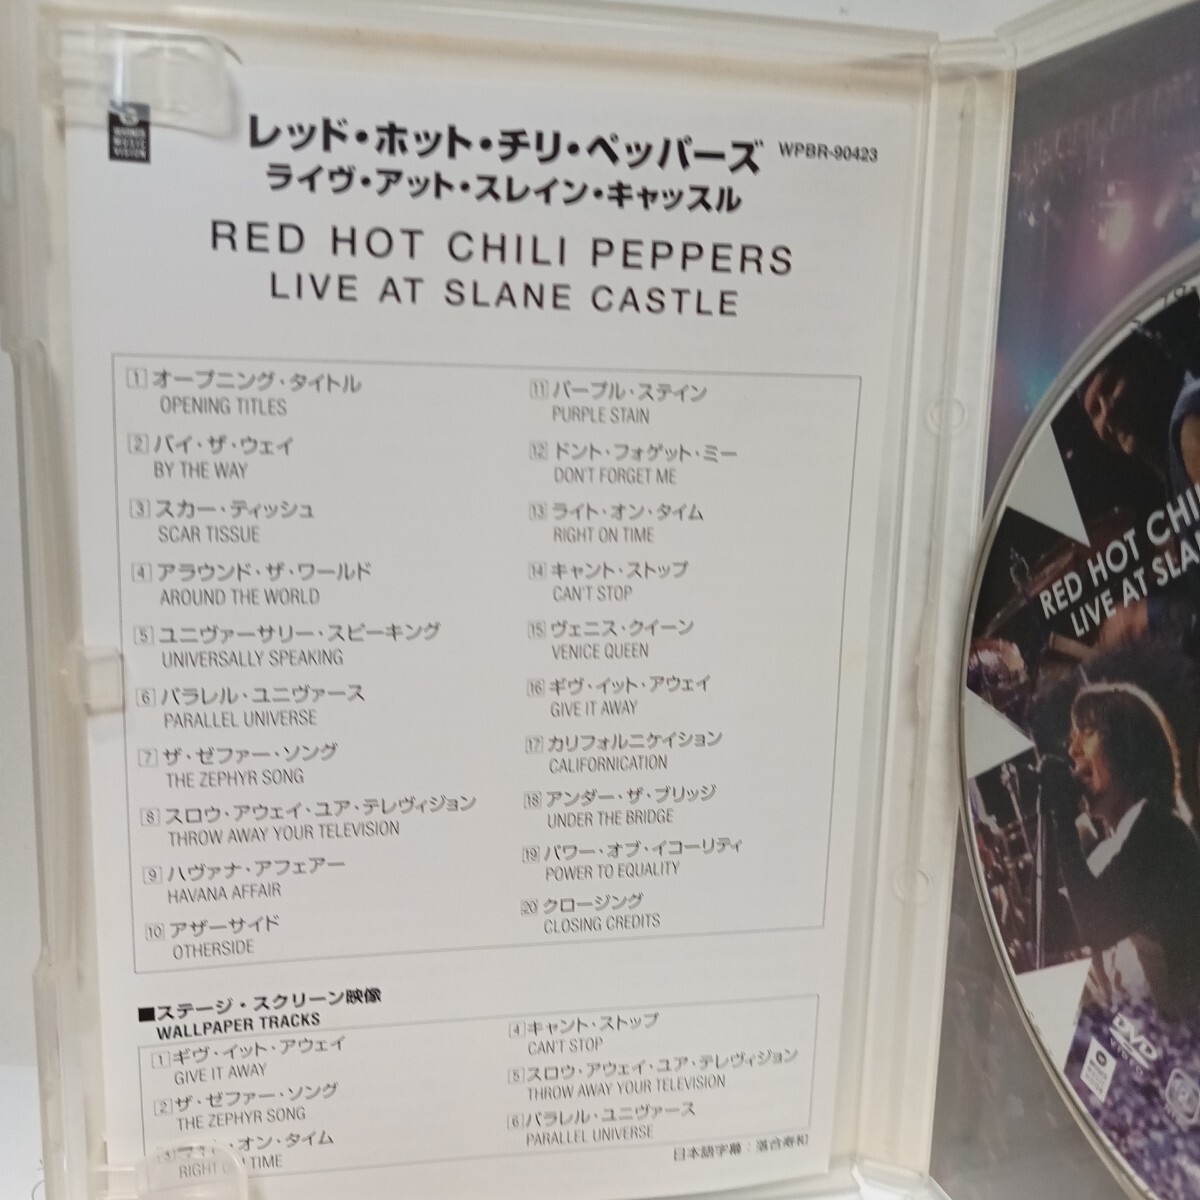 WARNER
MUSIC
VISION
レッド・ホット・チリ・ペッパーズ WPBR-90423
ライヴ・アット・スレイン・キャッスル
RED HOT CHILI PEPPERS
LIVE AT SLANE CASTLE
1 オープニング・タイトル
OPENING TITLES
2 バイ・ザ・ウェイ
BY THE WAY
3 スカー・ティッシュ
SCAR TISSUE
4 アラウンド・ザ・ワールド
AROUND THE WORLD
5 ユニヴァーサリー・スピーキング
UNIVERSALLY SPEAKING
6 パラレル・ユニヴァース
PARALLEL UNIVERSE
7 ザ・ゼファー・ソング
THE ZEPHYR SONG
8 スロウ・アウェイ・ユア・テレヴィジョン
THROW AWAY YOUR TELEVISION
9 ハヴァナ・アフェアー
HAVANA AFFAIR
10 アザーサイド
OTHERSIDE
11 パープル・ステイン
PURPLE STAIN
12 ドント・フォゲット・ミー
DON'T FORGET ME
13 ライト・オン・タイム
RIGHT ON TIME
14 キャント・ストップ
CAN'T STOP
15 ヴェニス・クイーン
VENICE QUEEN
16 ギヴ・イット・アウェイ
GIVE IT AWAY
17 カリフォルニケイション
CALIFORNICATION
18 アンダー・ザ・ブリッジ
UNDER THE BRIDGE
19 パワー・オブ・イコーリティ
POWER TO EQUALITY
20 クロージング
CLOSING CREDITS
■ステージ・スクリーン映像
WALLPAPER TRACKS
1 ギヴ・イット・アウェイ
GIVE IT AWAY
2 ザ・ゼファー・ソング
THE ZEPHYR SONG
3 ライト・オン・タイム
RIGHT ON TIME
4 キャント・ストップ
CAN'T STOP
5 スロウ・アウェイ・ユア・テレヴィジョン
THROW AWAY YOUR TELEVISION
6 パラレル・ユニヴァース
PARALLEL UNIVERSE
日本語字幕：落合寿和
RED HOT CHILI
LIVE AT SLANE
DVD
VIDEO